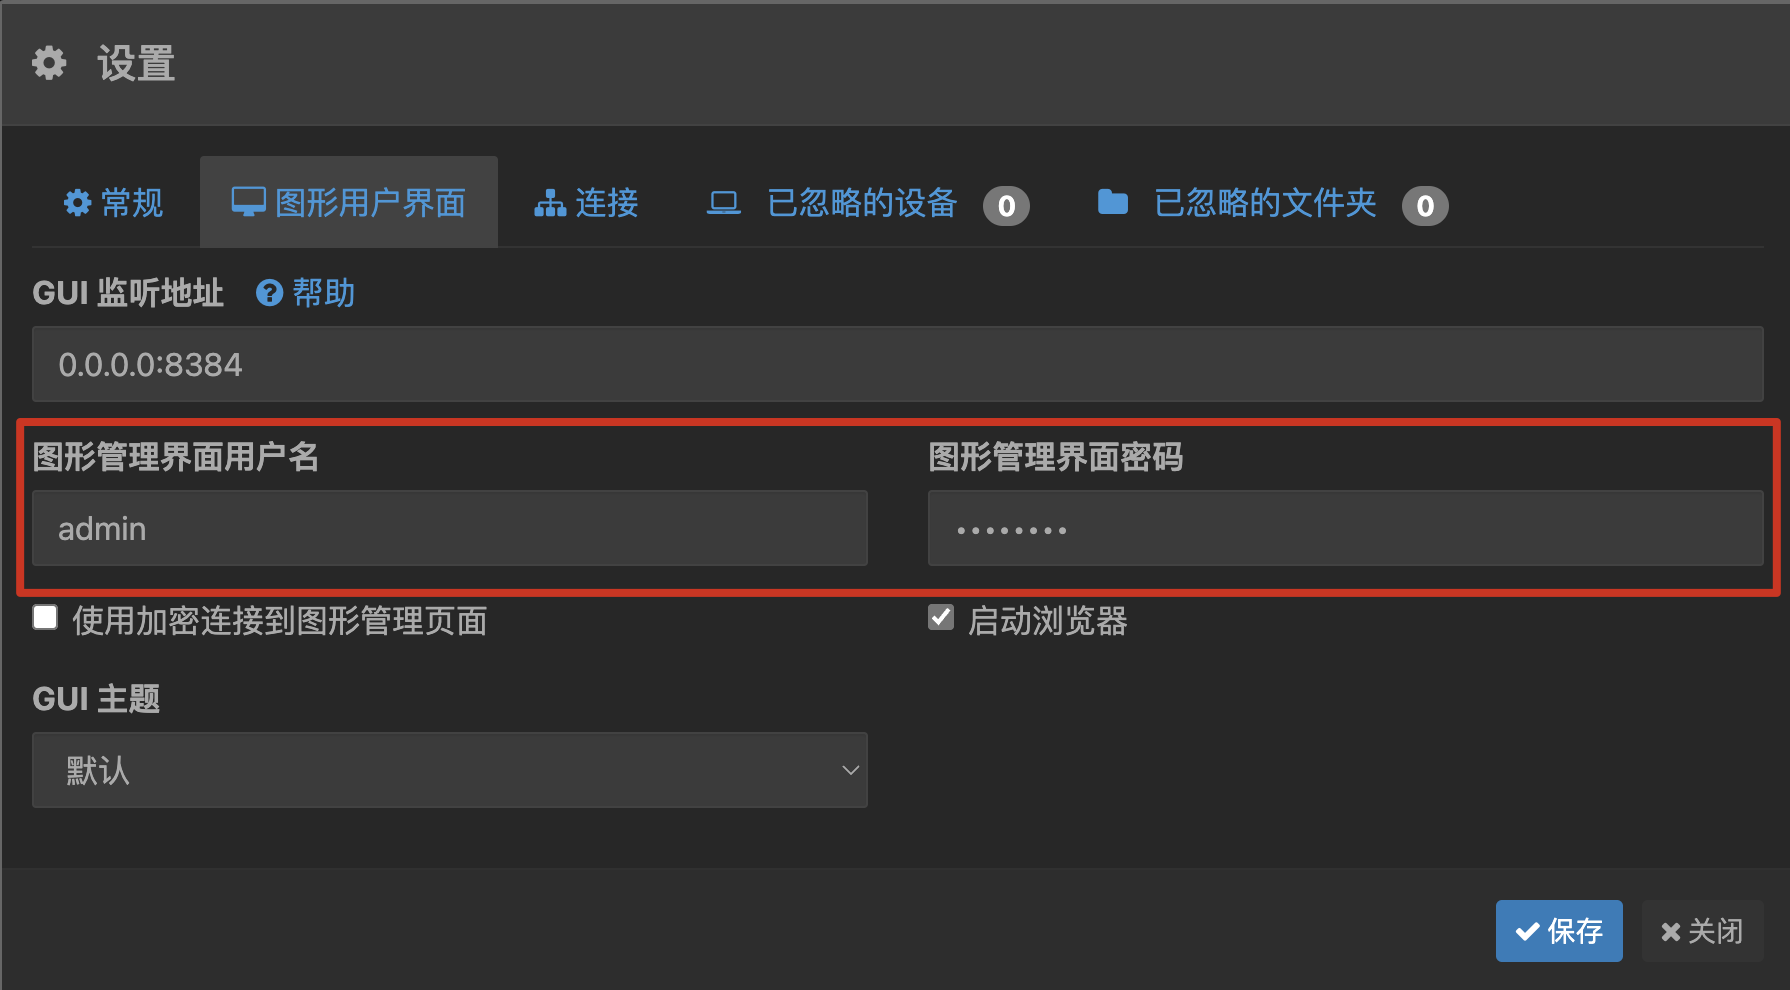 设置
常规 图形用户界面 连接 已忽略的设备 0 已忽略的文件夹 0
GUI 监听地址 帮助
0.0.0.0:8384
图形管理界面用户名 图形管理界面密码
admin ••••••••
使用加密连接到图形管理页面 启动浏览器
GUI 主题
默认
保存 关闭